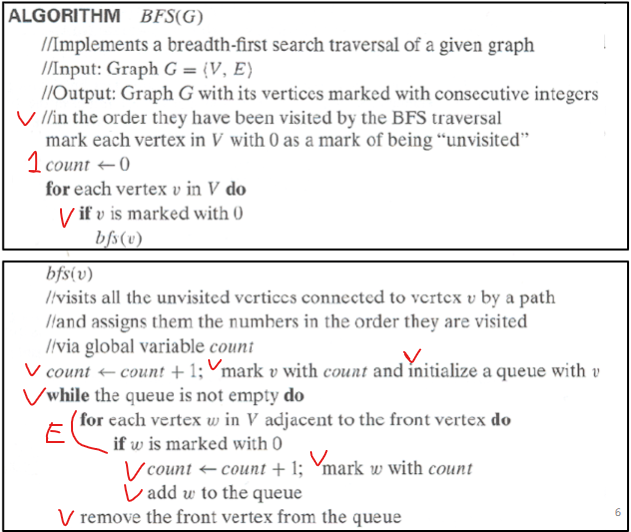 ALGORITHM BFS(G)
//Implements a breadth-first search traversal of a given graph
//Input: Graph G = ⟨V, E⟩
//Output: Graph G with its vertices marked with consecutive integers
V //in the order they have been visited by the BFS traversal
mark each vertex in V with 0 as a mark of being “unvisited”
1 count ← 0
for each vertex v in V do
V if v is marked with 0
bfs(v)
bfs(v)
//visits all the unvisited vertices connected to vertex v by a path
//and assigns them the numbers in the order they are visited
//via global variable count
V count ← count + 1; V mark v with count and V initialize a queue with v
V while the queue is not empty do
E for each vertex w in V adjacent to the front vertex do
if w is marked with 0
V count ← count + 1; V mark w with count
V add w to the queue
V remove the front vertex from the queue
6